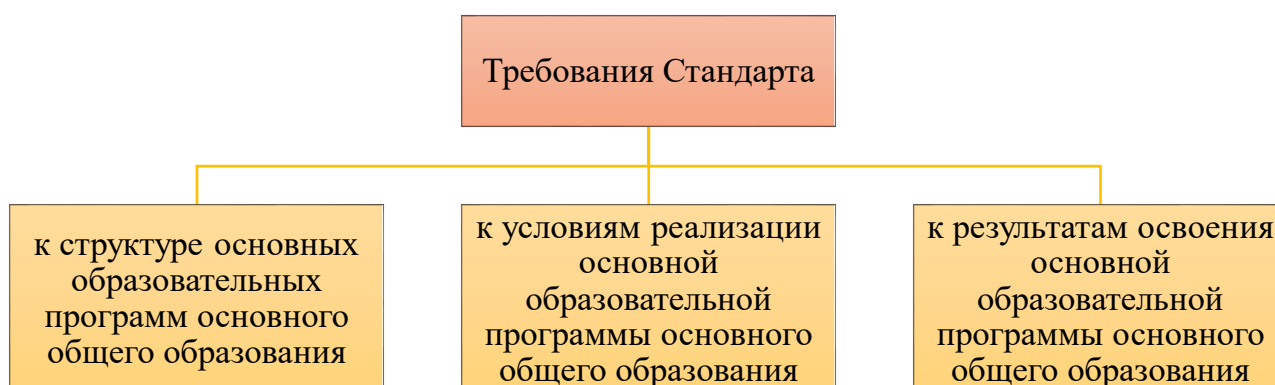 Требования Стандарта
к структуре основных
образовательных
программ основного
общего образования
к условиям реализации
основной
образовательной
программы основного
общего образования
к результатам освоения
основной
образовательной
программы основного
общего образования